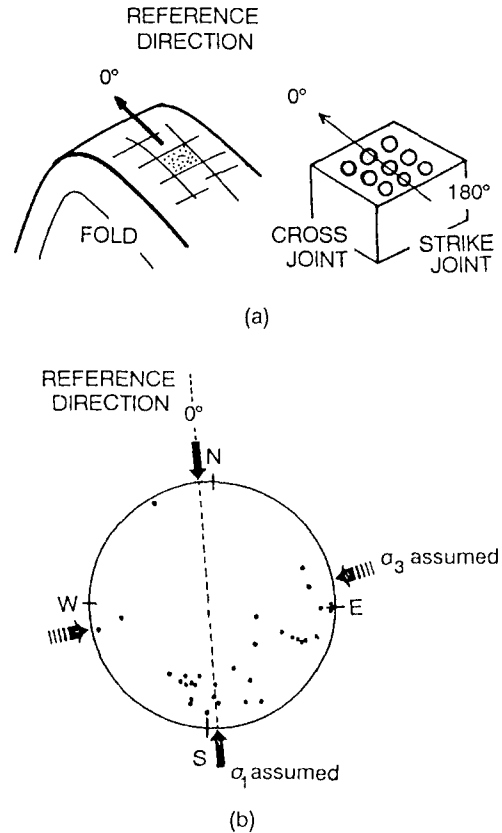 REFERENCE
DIRECTION
0°
0°
180°
FOLD
CROSS
JOINT
STRIKE
JOINT
(a)
REFERENCE
DIRECTION
0°
N
σ3 assumed
W
E
S
σ1 assumed
(b)